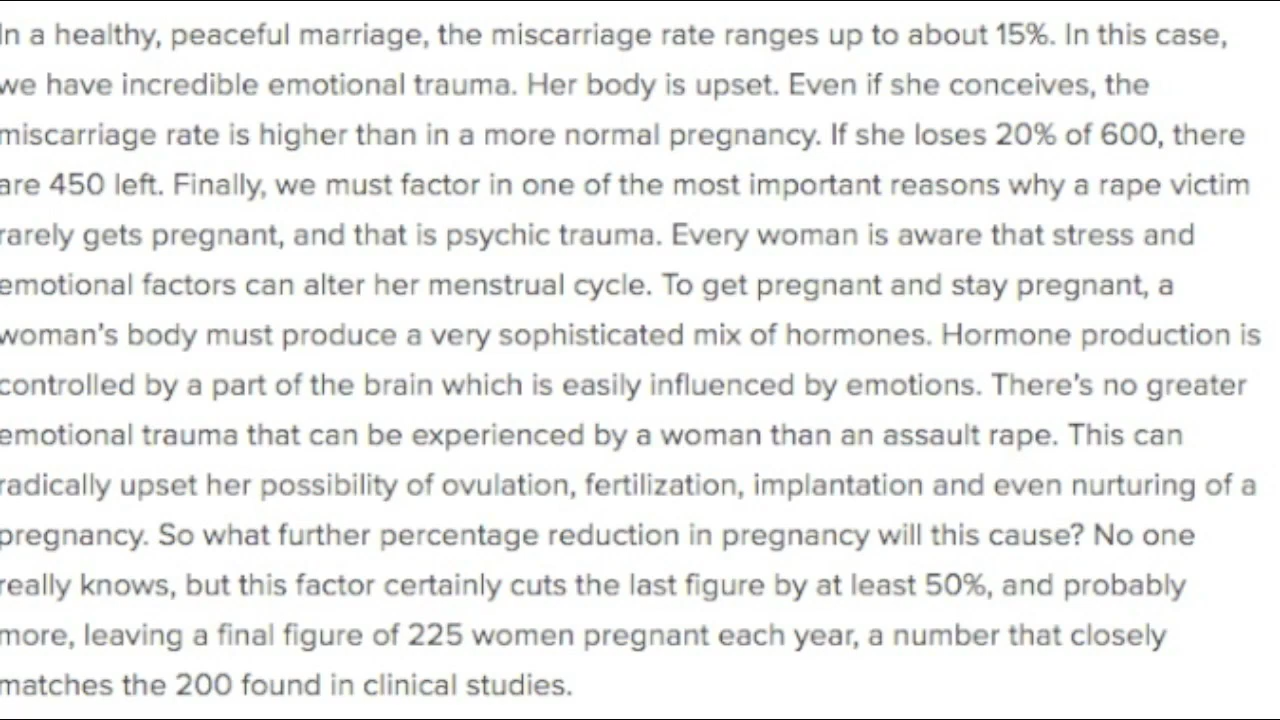 In a healthy, peaceful marriage, the miscarriage rate ranges up to about 15%. In this case,
we have incredible emotional trauma. Her body is upset. Even if she conceives, the
miscarriage rate is higher than in a more normal pregnancy. If she loses 20% of 600, there
are 450 left. Finally, we must factor in one of the most important reasons why a rape victim
rarely gets pregnant, and that is psychic trauma. Every woman is aware that stress and
emotional factors can alter her menstrual cycle. To get pregnant and stay pregnant, a
woman's body must produce a very sophisticated mix of hormones. Hormone production is
controlled by a part of the brain which is easily influenced by emotions. There's no greater
emotional trauma that can be experienced by a woman than an assault rape. This can
radically upset her possibility of ovulation, fertilization, implantation and even nurturing of a
pregnancy. So what further percentage reduction in pregnancy will this cause? No one
really knows, but this factor certainly cuts the last figure by at least 50%, and probably
more, leaving a final figure of 225 women pregnant each year, a number that closely
matches the 200 found in clinical studies.